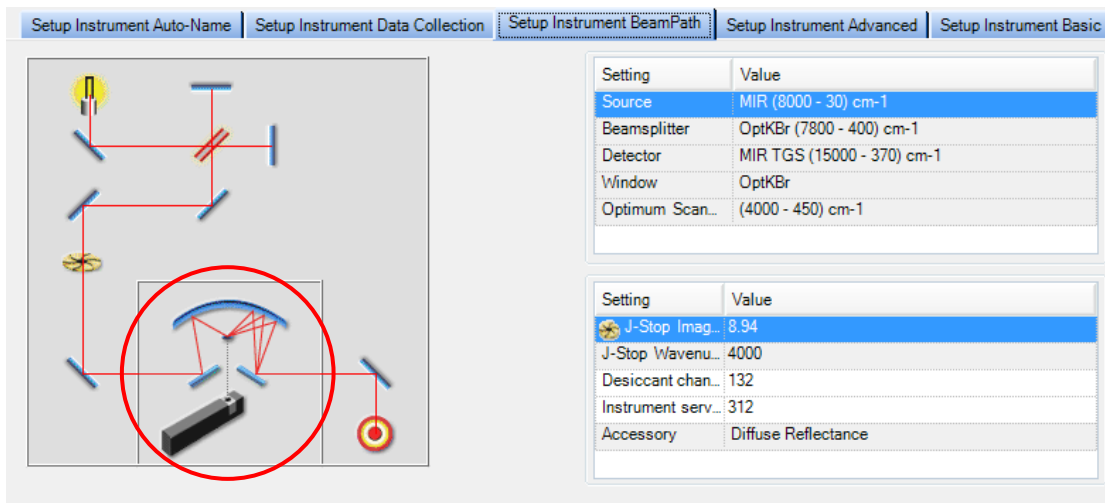 Setup Instrument Auto-Name Setup Instrument Data Collection Setup Instrument BeamPath Setup Instrument Advanced Setup Instrument Basic
Setting Value
Source MIR (8000 - 30) cm-1
Beamsplitter OptKBr (7800 - 400) cm-1
Detector MIR TGS (15000 - 370) cm-1
Window OptKBr
Optimum Scan... (4000 - 450) cm-1
Setting Value
J-Stop Imag... 8.94
J-Stop Wavenu... 4000
Desiccant chan... 132
Instrument serv... 312
Accessory Diffuse Reflectance